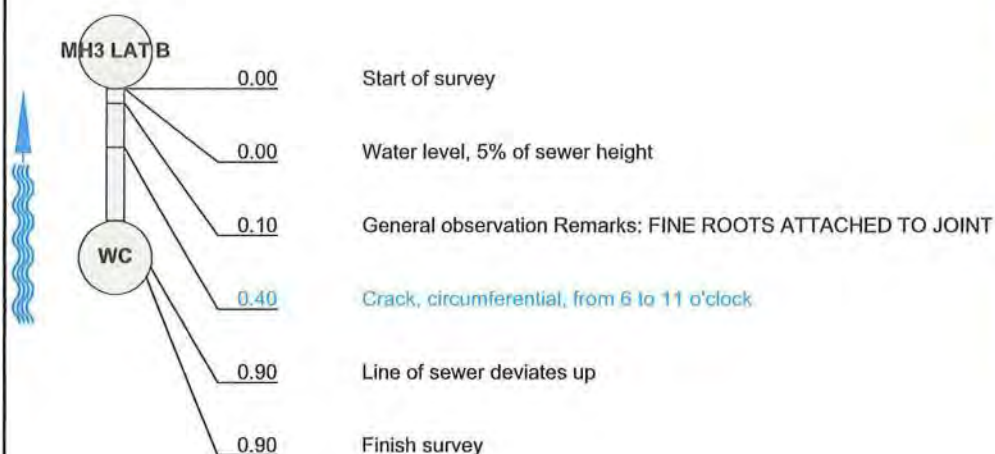 MH3 LAT B
0.00 Start of survey
0.00 Water level, 5% of sewer height
0.10 General observation Remarks: FINE ROOTS ATTACHED TO JOINT
WC
0.40 Crack, circumferential, from 6 to 11 o'clock
0.90 Line of sewer deviates up
0.90 Finish survey